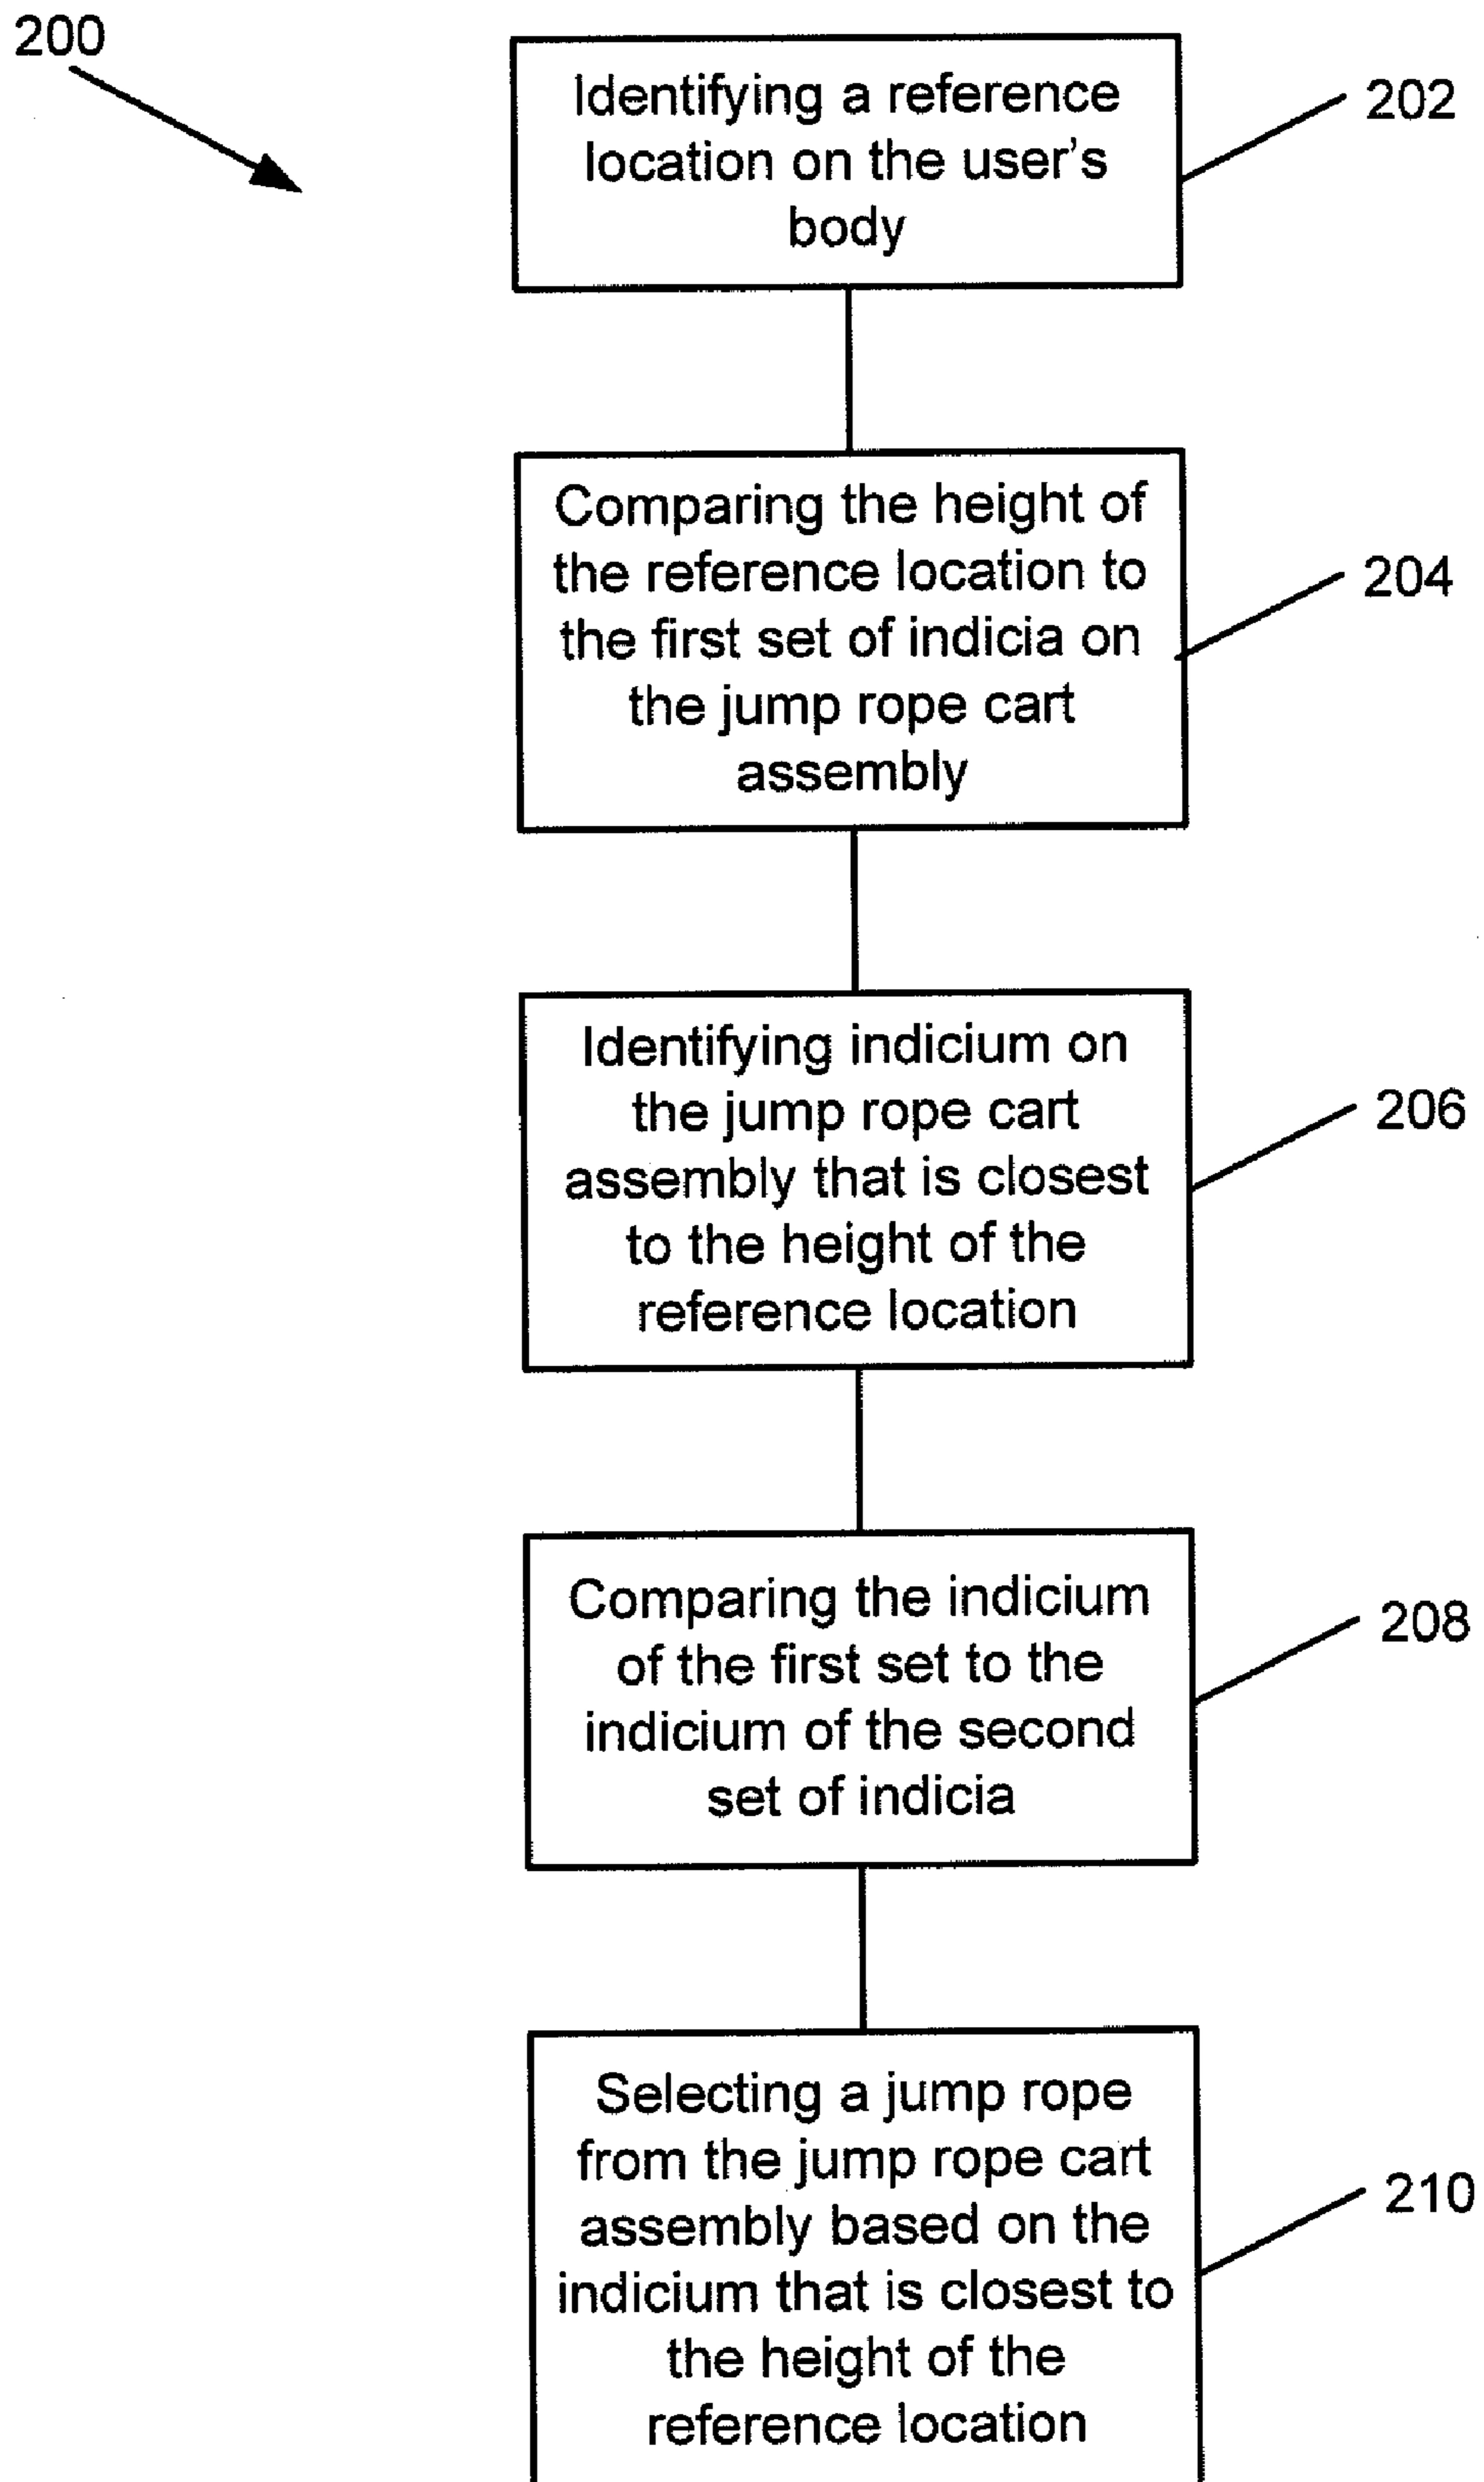 200
Identifying a reference
location on the user's
body
202
Comparing the height of
the reference location to
the first set of indicia on
the jump rope cart
assembly
204
Identifying indicium on
the jump rope cart
assembly that is closest
to the height of the
reference location
206
Comparing the indicium
of the first set to the
indicium of the second
set of indicia
208
Selecting a jump rope
from the jump rope cart
assembly based on the
indicium that is closest to
the height of the
reference location
210